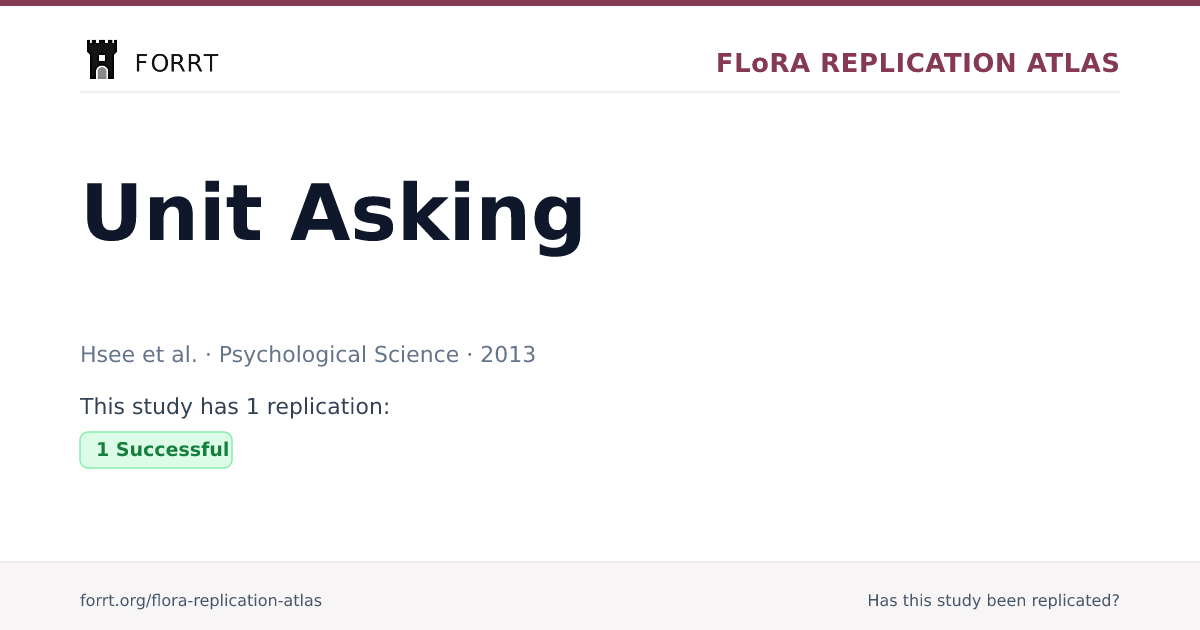 FORRT
FLoRA REPLICATION ATLAS
Unit Asking
Hsee et al. · Psychological Science · 2013
This study has 1 replication:
1 Successful
forrt.org/flora-replication-atlas
Has this study been replicated?